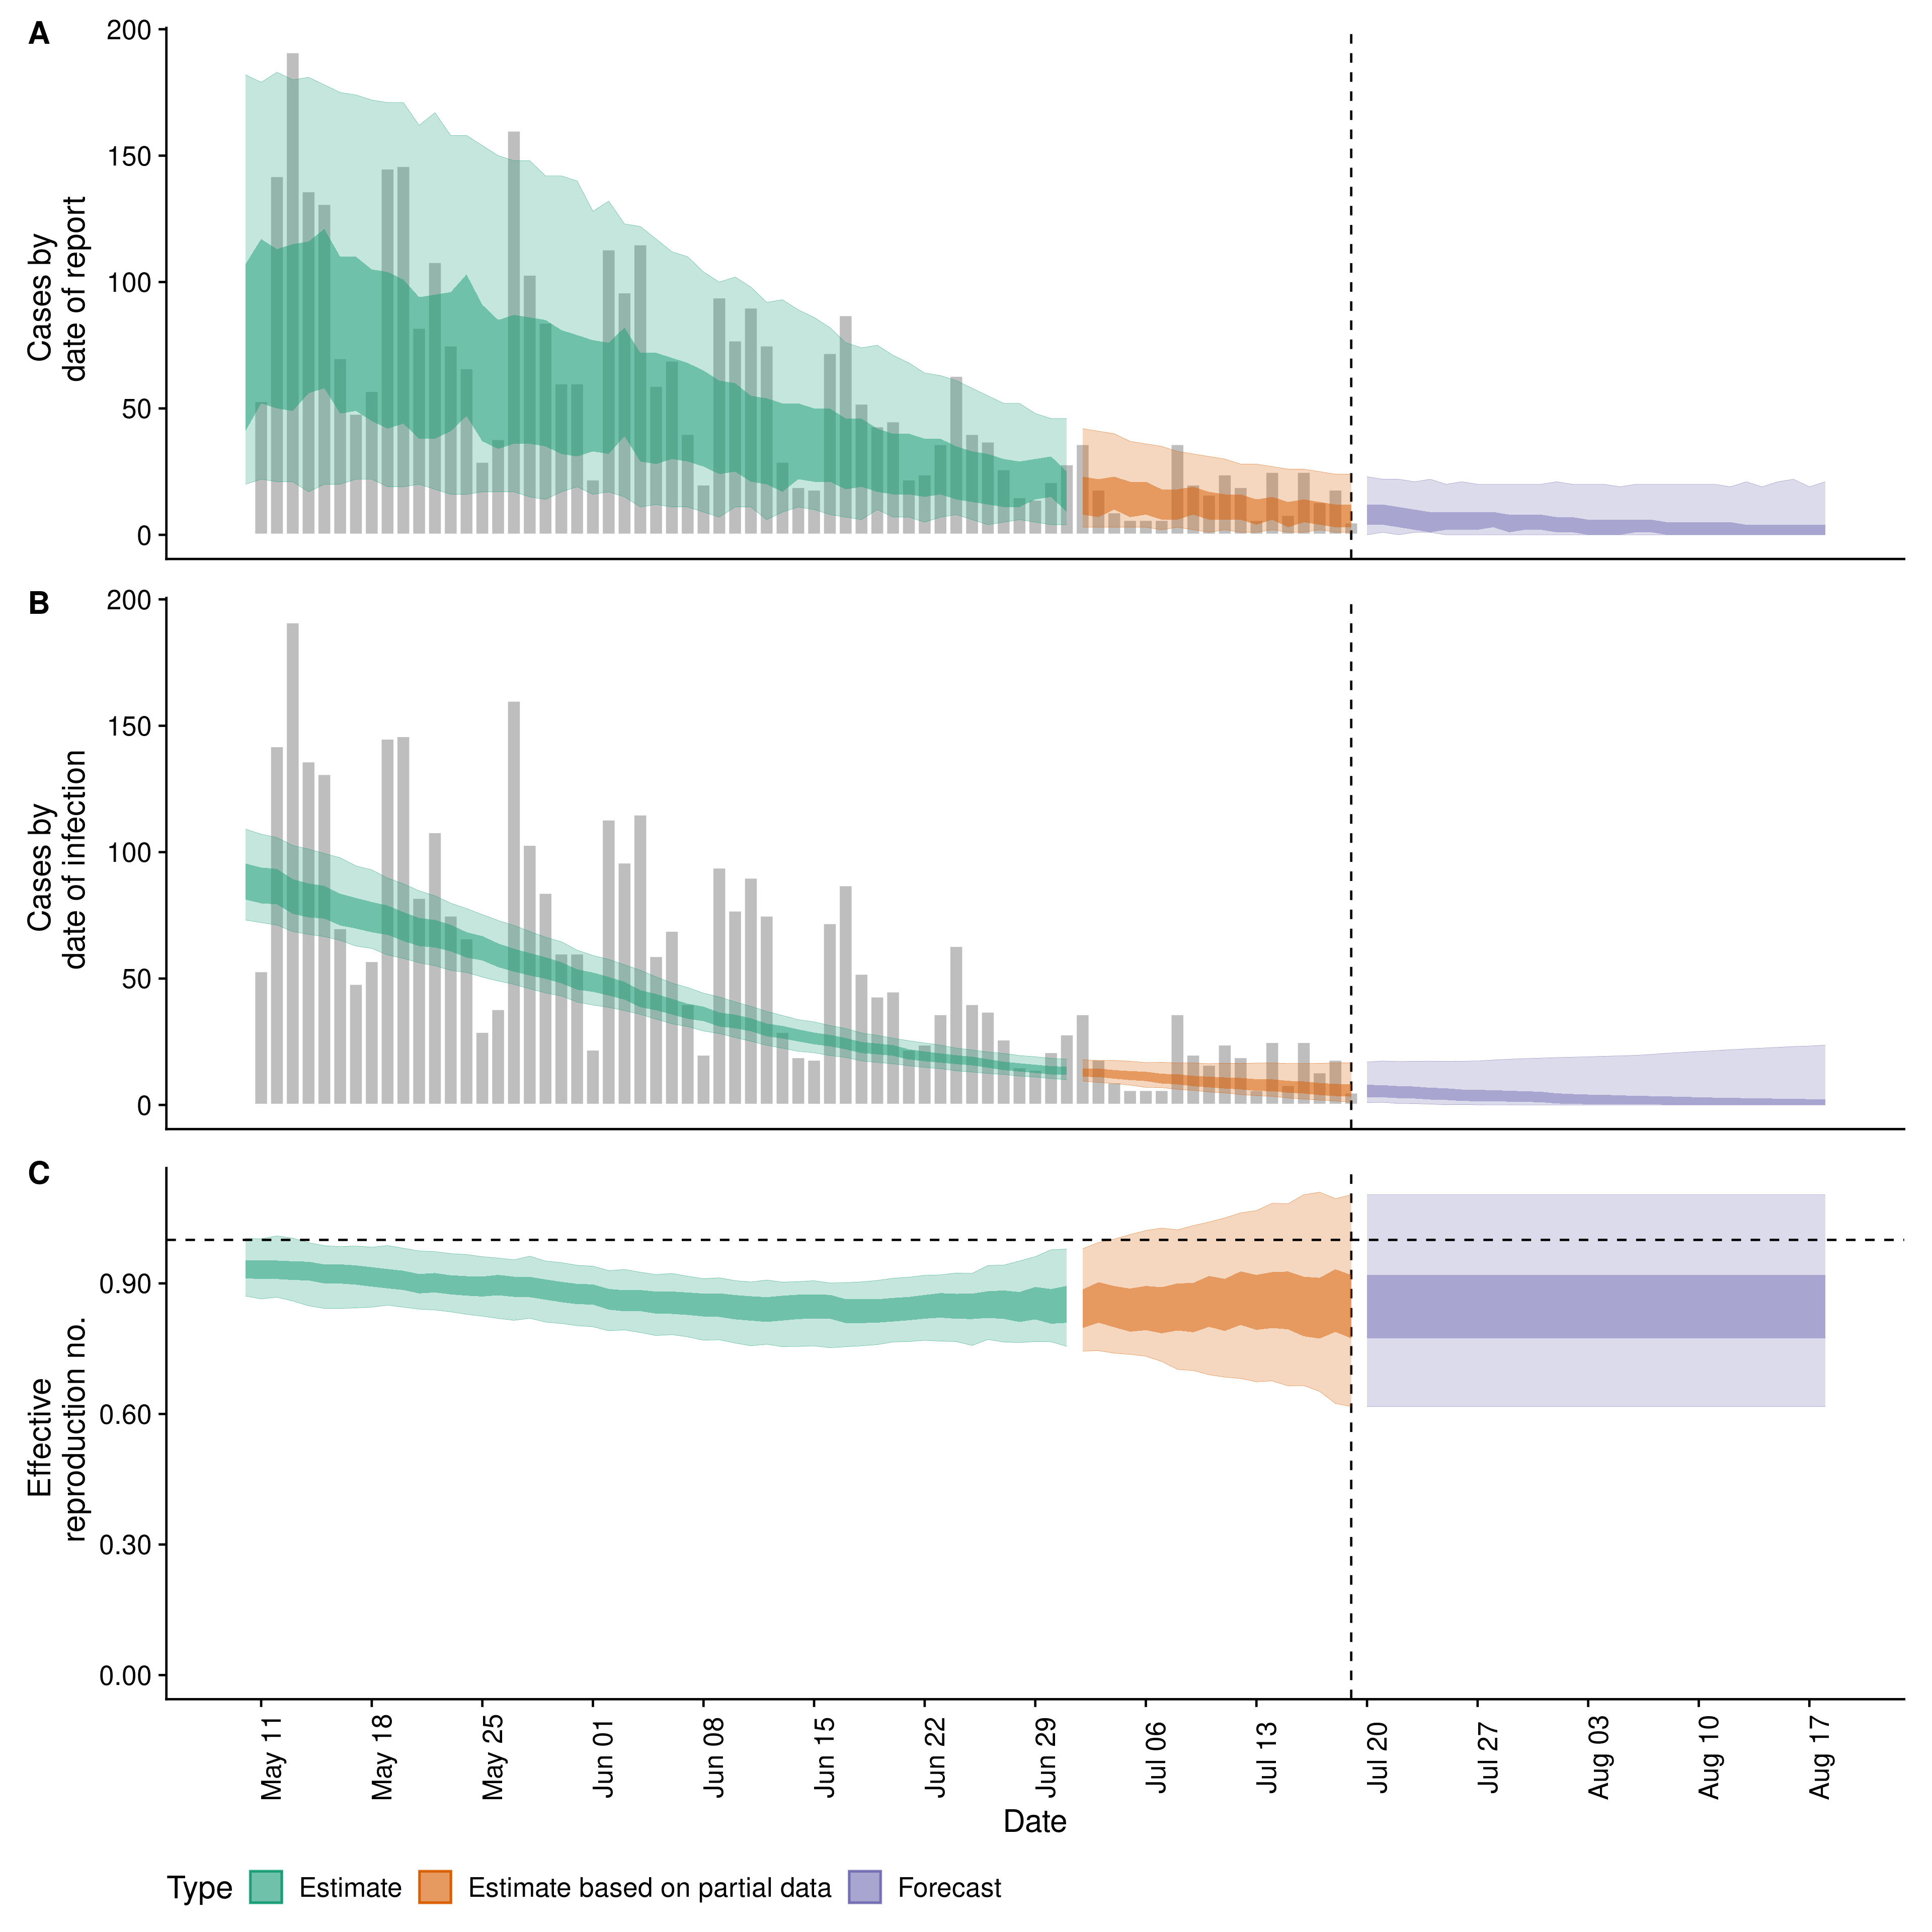 A
200
150
100
50
0
Cases by
date of report
B
200
150
100
50
0
Cases by
date of infection
C
0.90
0.60
0.30
0.00
Effective
reproduction no.
May 11
May 18
May 25
Jun 01
Jun 08
Jun 15
Jun 22
Jun 29
Jul 06
Jul 13
Jul 20
Jul 27
Aug 03
Aug 10
Aug 17
Date
Type Estimate Estimate based on partial data Forecast